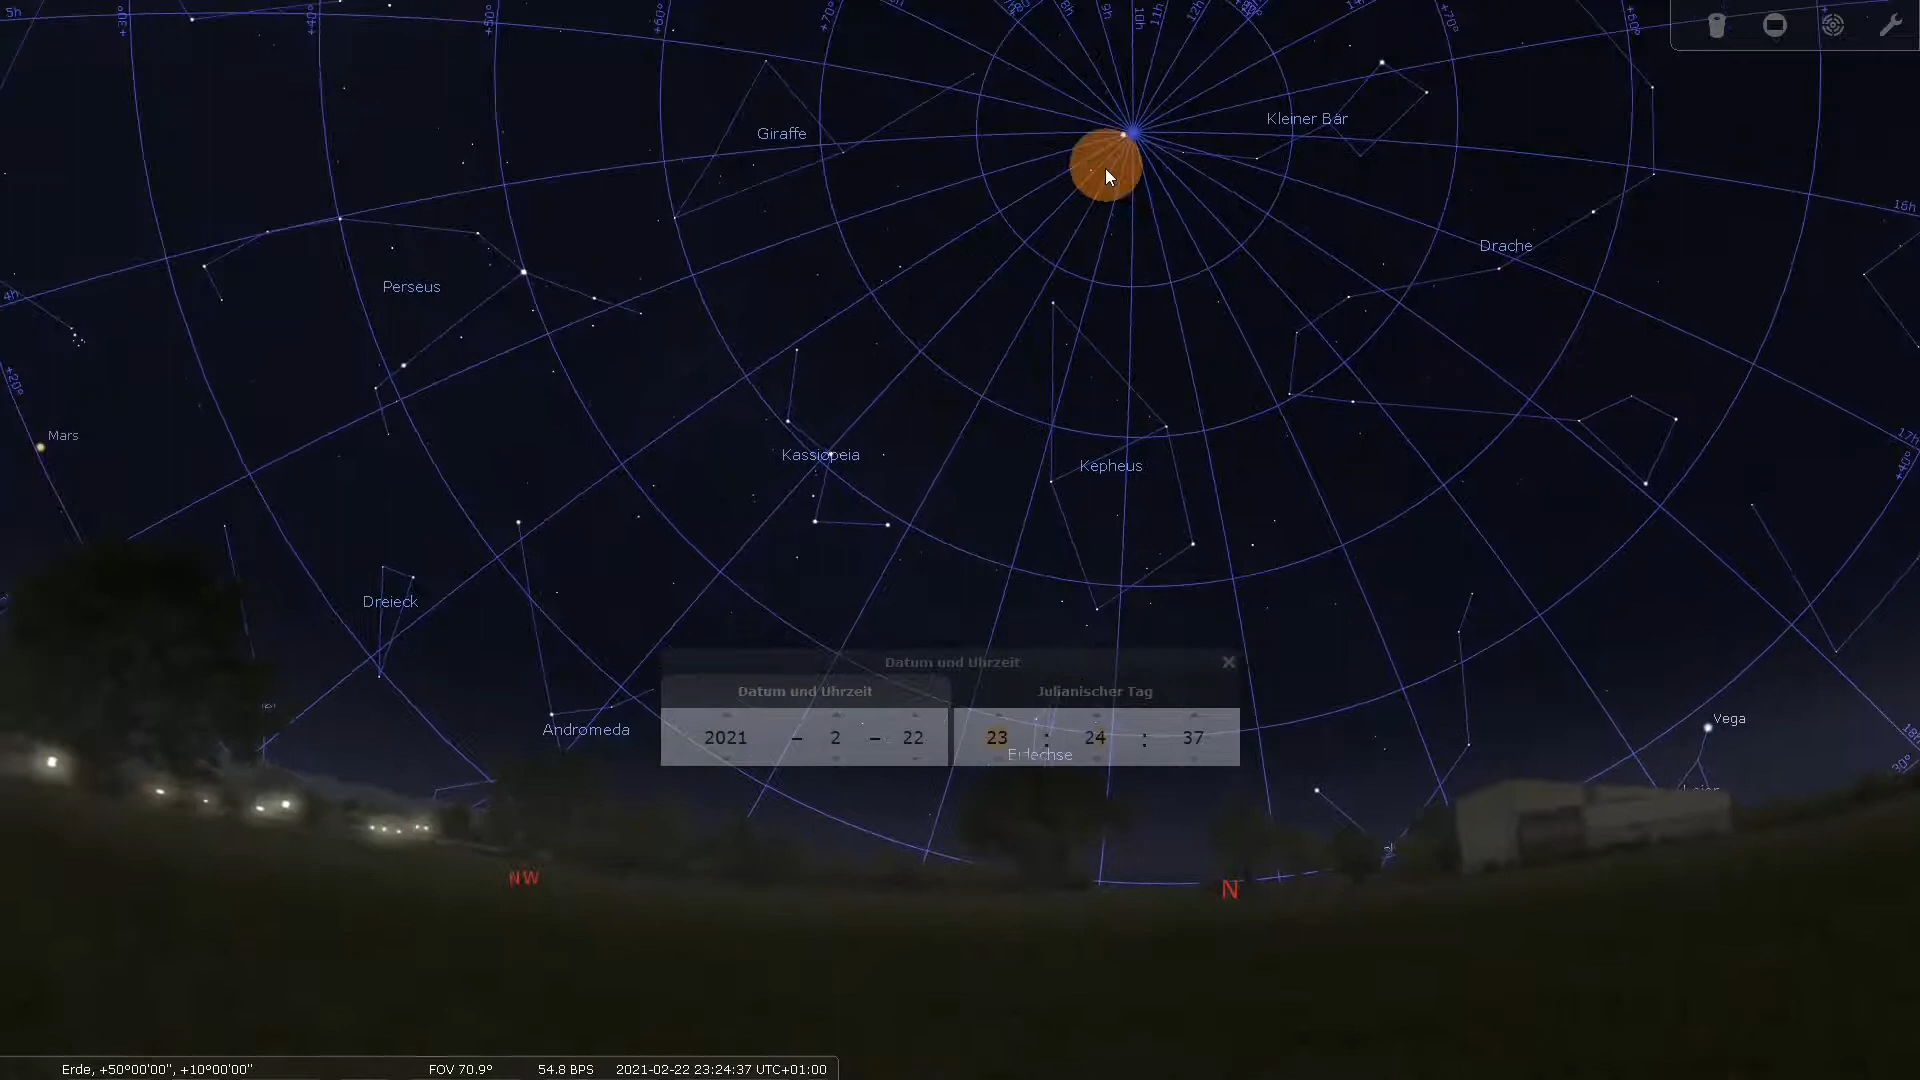 5h
+30°
+40°
+50°
+60°
+70°
8h
9h
10h
11h
12h
+70°
+60°
Giraffe
Kleiner Bär
16h
Drache
Perseus
4h
+20°
Mars
Kassiopeia
Kepheus
17h
+40°
Dreieck
Datum und Uhrzeit
Datum und Uhrzeit
Julianischer Tag
Andromeda
2021 – 2 – 22
23 : 24 : 37
Eidechse
Vega
18h
30°
Leier
NW
N
Erde, +50°00'00", +10°00'00"
FOV 70.9°
54.8 BPS
2021-02-22 23:24:37 UTC+01:00